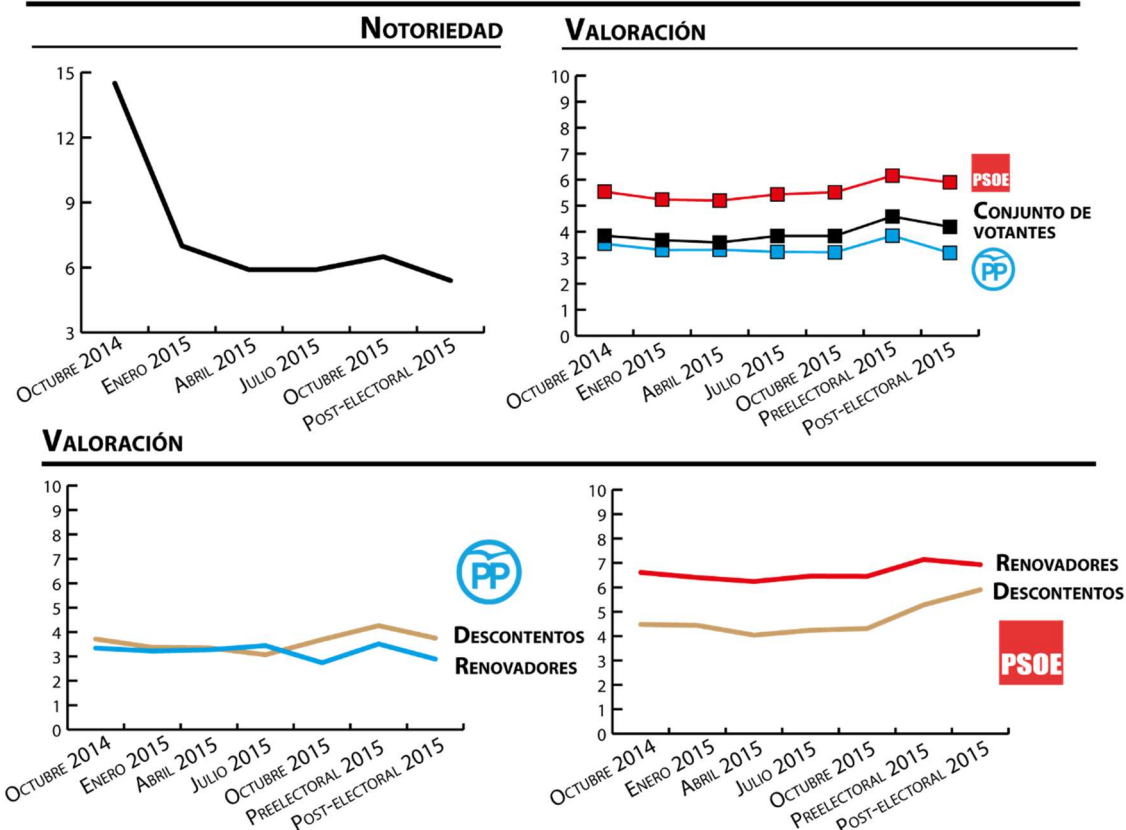 NOTORIEDAD
15
12
9
6
3
OCTUBRE 2014
ENERO 2015
ABRIL 2015
JULIO 2015
OCTUBRE 2015
POST-ELECTORAL 2015
VALORACIÓN
10
9
8
7
6
5
4
3
2
1
0
OCTUBRE 2014
ENERO 2015
ABRIL 2015
JULIO 2015
OCTUBRE 2015
PREELECTORAL 2015
POST-ELECTORAL 2015
PSOE
CONJUNTO DE
VOTANTES
PP
VALORACIÓN
10
9
8
7
6
5
4
3
2
1
0
OCTUBRE 2014
ENERO 2015
ABRIL 2015
JULIO 2015
OCTUBRE 2015
PREELECTORAL 2015
POST-ELECTORAL 2015
PP
DESCONTENTOS
RENOVADORES
10
9
8
7
6
5
4
3
2
1
0
OCTUBRE 2014
ENERO 2015
ABRIL 2015
JULIO 2015
OCTUBRE 2015
PREELECTORAL 2015
POST-ELECTORAL 2015
RENOVADORES
DESCONTENTOS
PSOE